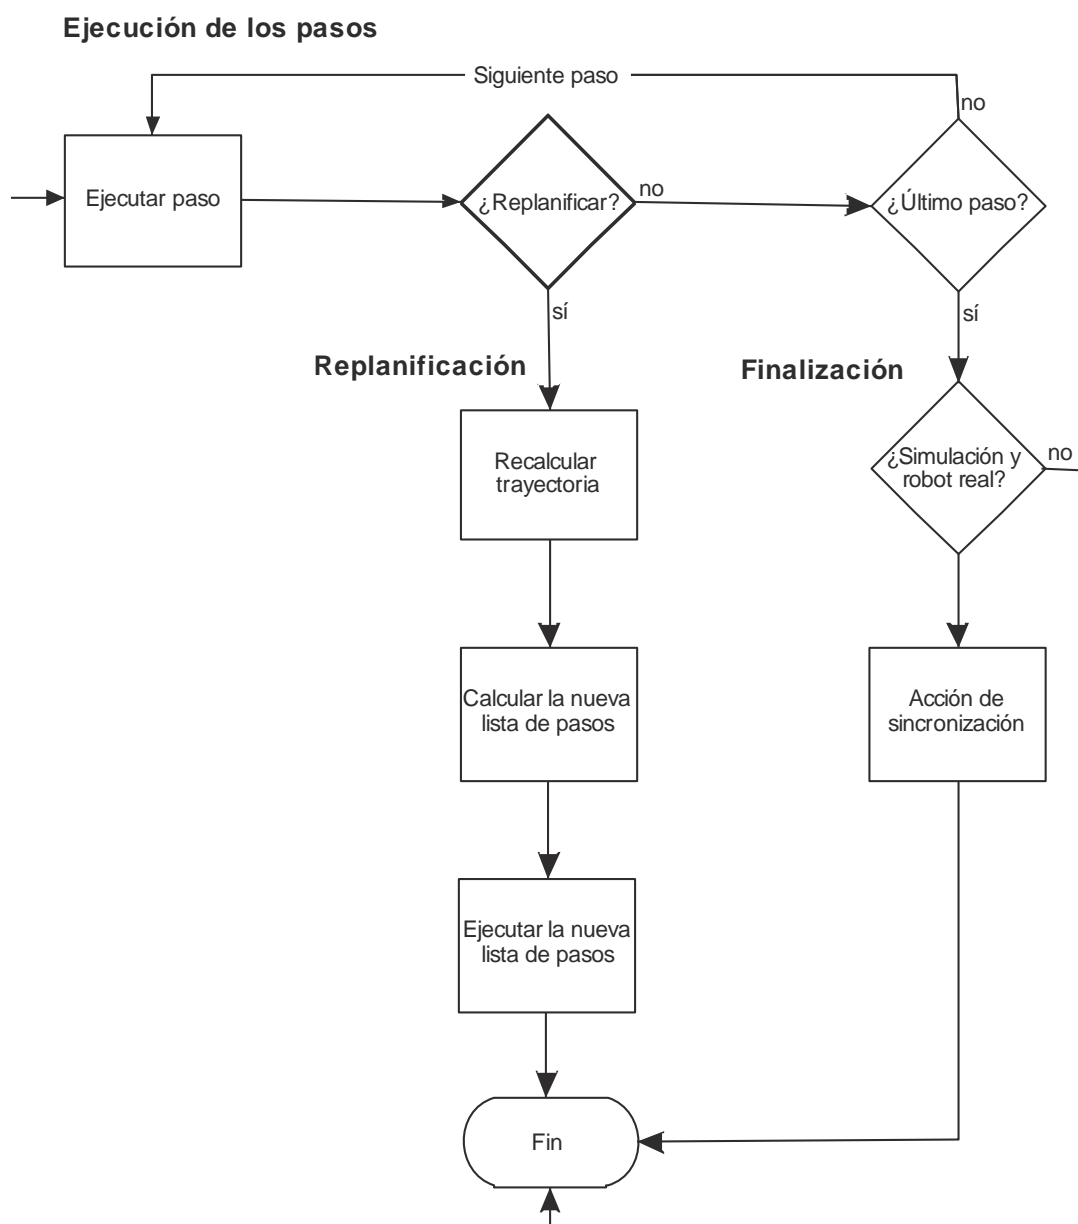 Ejecución de los pasos
Siguiente paso
no
Ejecutar paso
¿Replanificar?
no
¿Último paso?
sí
sí
Replanificación
Finalización
Recalcular
trayectoria
¿Simulación y
robot real?
no
Calcular la nueva
lista de pasos
Acción de
sincronización
Ejecutar la nueva
lista de pasos
Fin